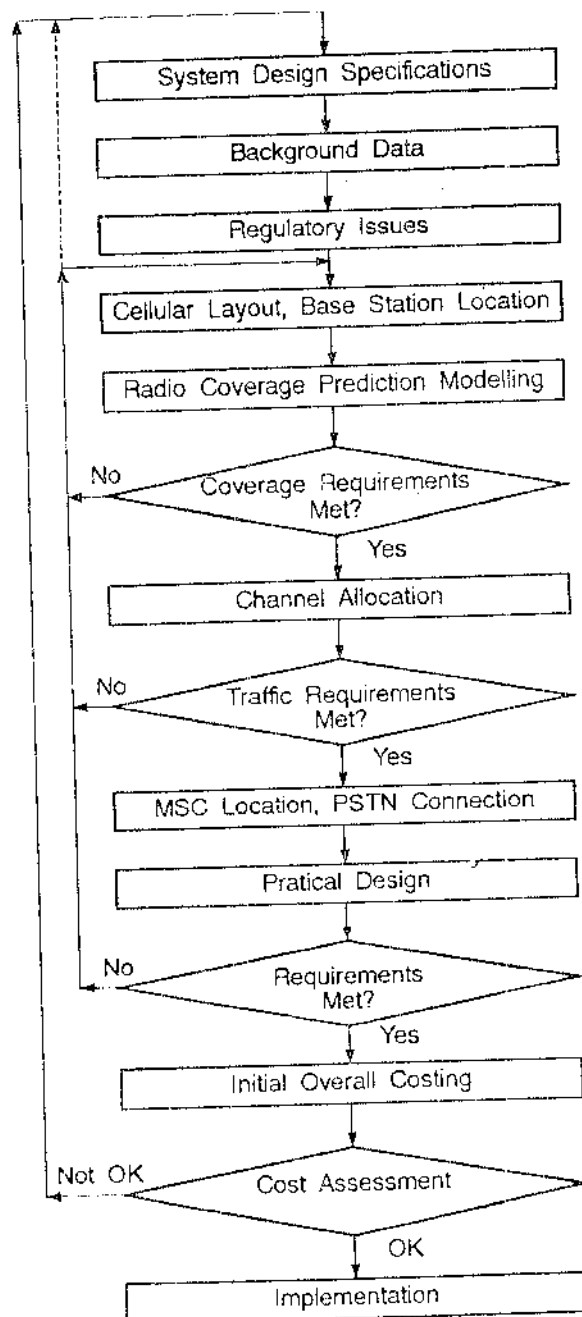 System Design Specifications
Background Data
Regulatory Issues
Cellular Layout, Base Station Location
Radio Coverage Prediction Modelling
No
Coverage Requirements
Met?
Yes
Channel Allocation
No
Traffic Requirements
Met?
Yes
MSC Location, PSTN Connection
Pratical Design
No
Requirements
Met?
Yes
Initial Overall Costing
Not OK
Cost Assessment
OK
Implementation